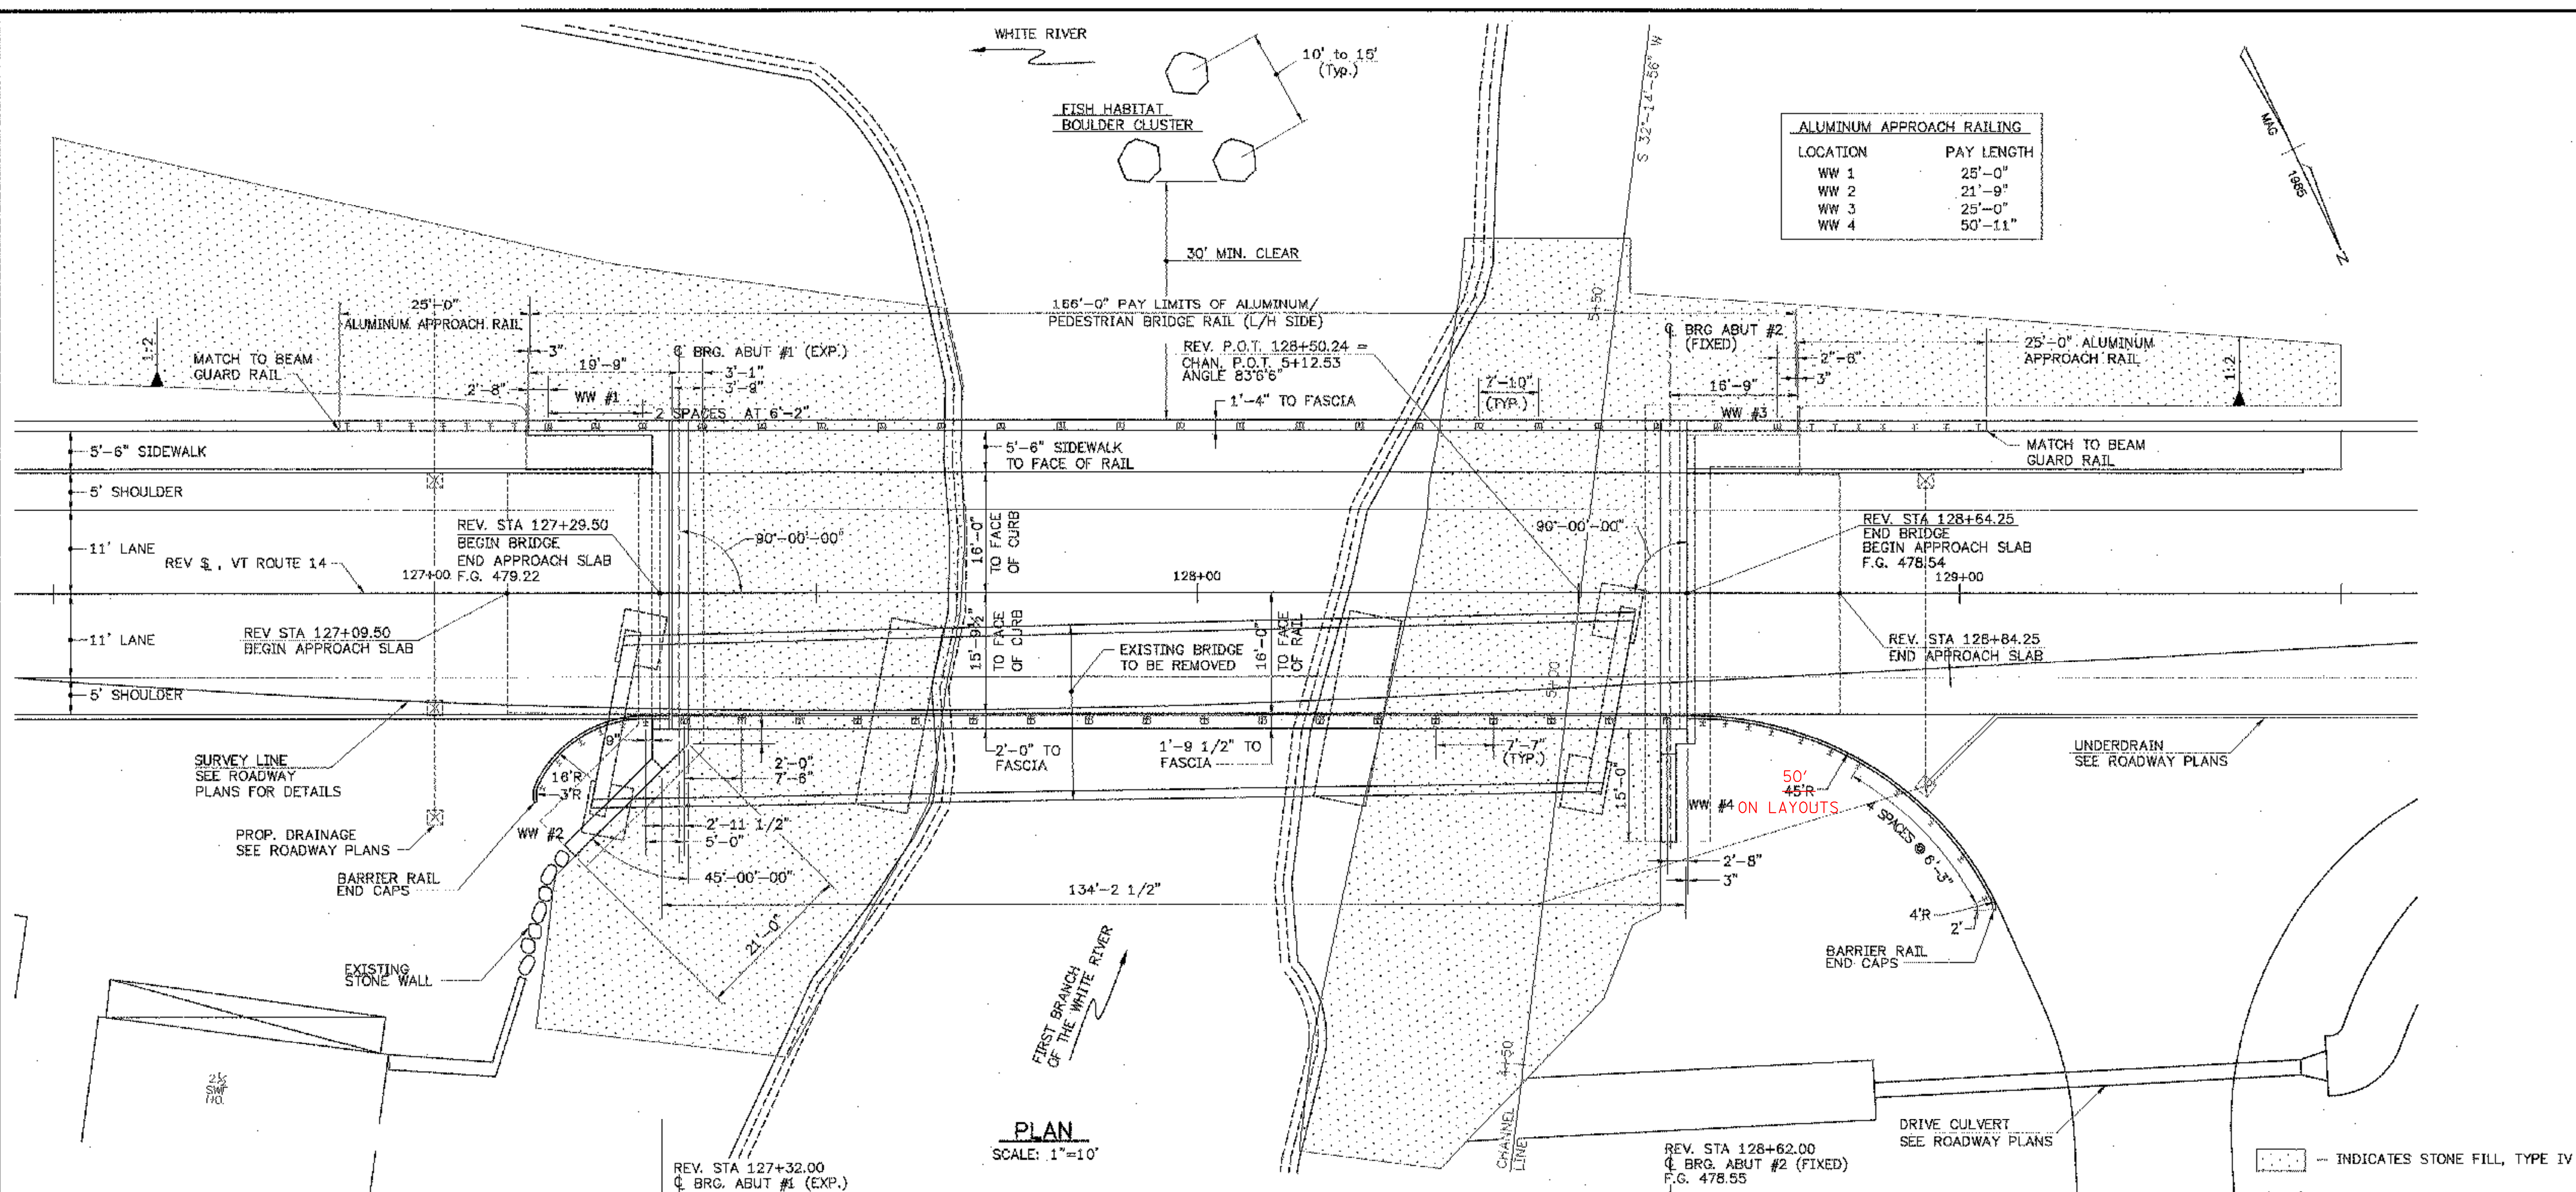 WHITE RIVER
10' to 15'
(Typ.)
FISH HABITAT
BOULDER CLUSTER
S 32°-14'-56" W
MAG
1985
N
ALUMINUM APPROACH RAILING
LOCATION PAY LENGTH
WW 1 25'-0"
WW 2 21'-9"
WW 3 25'-0"
WW 4 50'-11"
30' MIN. CLEAR
166'-0" PAY LIMITS OF ALUMINUM/
PEDESTRIAN BRIDGE RAIL (L/H SIDE)
25'-0"
ALUMINUM APPROACH RAIL
1:2
MATCH TO BEAM
GUARD RAIL
3"
19'-9"
2'-8"
WW #1
℄ BRG. ABUT #1 (EXP.)
3'-1"
3'-9"
2 SPACES AT 6'-2"
REV. P.O.T. 128+50.24 =
CHAN. P.O.T. 5+12.53
ANGLE 83°6'6"
1'-4" TO FASCIA
7'-10"
(TYP.)
5+50
℄ BRG ABUT #2
(FIXED)
2'-6"
3"
16'-9"
WW #3
25'-0" ALUMINUM
APPROACH RAIL
1:2
MATCH TO BEAM
GUARD RAIL
5'-6" SIDEWALK
5'-6" SIDEWALK
TO FACE OF RAIL
5' SHOULDER
11' LANE
REV ℄, VT ROUTE 14
127+00
REV. STA 127+29.50
BEGIN BRIDGE
END APPROACH SLAB
F.G. 479.22
90°-00'-00"
16'-0"
TO FACE
OF CURB
128+00
90°-00'-00"
REV. STA 128+64.25
END BRIDGE
BEGIN APPROACH SLAB
F.G. 478.54
129+00
11' LANE
REV STA 127+09.50
BEGIN APPROACH SLAB
15'-9 1/2"
TO FACE
OF CURB
EXISTING BRIDGE
TO BE REMOVED
16'-0"
TO FACE
OF RAIL
5+00
REV. STA 128+84.25
END APPROACH SLAB
5' SHOULDER
SURVEY LINE
SEE ROADWAY
PLANS FOR DETAILS
9"
16'R
3'R
2'-0"
7'-6"
2'-0" TO
FASCIA
1'-9 1/2" TO
FASCIA
7'-7"
(TYP.)
15'-0"
WW #4
50'
45'R
ON LAYOUTS
4 SPACES @ 6'-3"
UNDERDRAIN
SEE ROADWAY PLANS
PROP. DRAINAGE
SEE ROADWAY PLANS
WW #2
2'-11 1/2"
5'-0"
45°-00'-00"
BARRIER RAIL
END CAPS
134'-2 1/2"
2'-8"
3"
4'R
2'
BARRIER RAIL
END CAPS
21'-0"
EXISTING
STONE WALL
FIRST BRANCH
OF THE WHITE RIVER
PLAN
SCALE: 1"=10'
4+50
CHANNEL
LINE
DRIVE CULVERT
SEE ROADWAY PLANS
REV. STA 127+32.00
℄ BRG. ABUT #1 (EXP.)
REV. STA 128+62.00
℄ BRG. ABUT #2 (FIXED)
F.G. 478.55
- INDICATES STONE FILL, TYPE IV